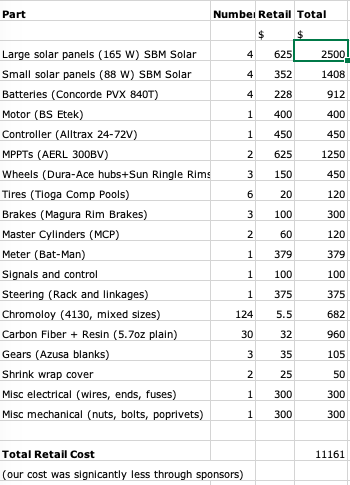 Part Number Retail Total
$ $
Large solar panels (165 W) SBM Solar 4 625 2500
Small solar panels (88 W) SBM Solar 4 352 1408
Batteries (Concorde PVX 840T) 4 228 912
Motor (BS Etek) 1 400 400
Controller (Alltrax 24-72V) 1 450 450
MPPTs (AERL 300BV) 2 625 1250
Wheels (Dura-Ace hubs+Sun Ringle Rims 3 150 450
Tires (Tioga Comp Pools) 6 20 120
Brakes (Magura Rim Brakes) 3 100 300
Master Cylinders (MCP) 2 60 120
Meter (Bat-Man) 1 379 379
Signals and control 1 100 100
Steering (Rack and linkages) 1 375 375
Chromoloy (4130, mixed sizes) 124 5.5 682
Carbon Fiber + Resin (5.7oz plain) 30 32 960
Gears (Azusa blanks) 3 35 105
Shrink wrap cover 2 25 50
Misc electrical (wires, ends, fuses) 1 300 300
Misc mechanical (nuts, bolts, poprivets) 1 300 300
Total Retail Cost 11161
(our cost was signicantly less through sponsors)